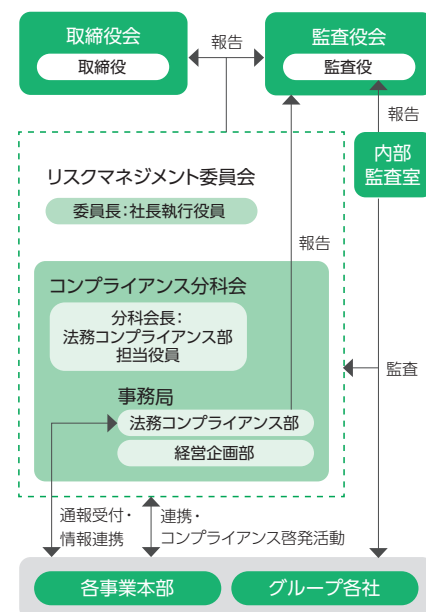 取締役会
取締役
報告
監査役会
監査役
報告
内部
監査室
リスクマネジメント委員会
委員長:社長執行役員
報告
コンプライアンス分科会
分科会長:
法務コンプライアンス部
担当役員
監査
事務局
法務コンプライアンス部
経営企画部
通報受付・
情報連携
連携・
コンプライアンス啓発活動
各事業本部
グループ各社